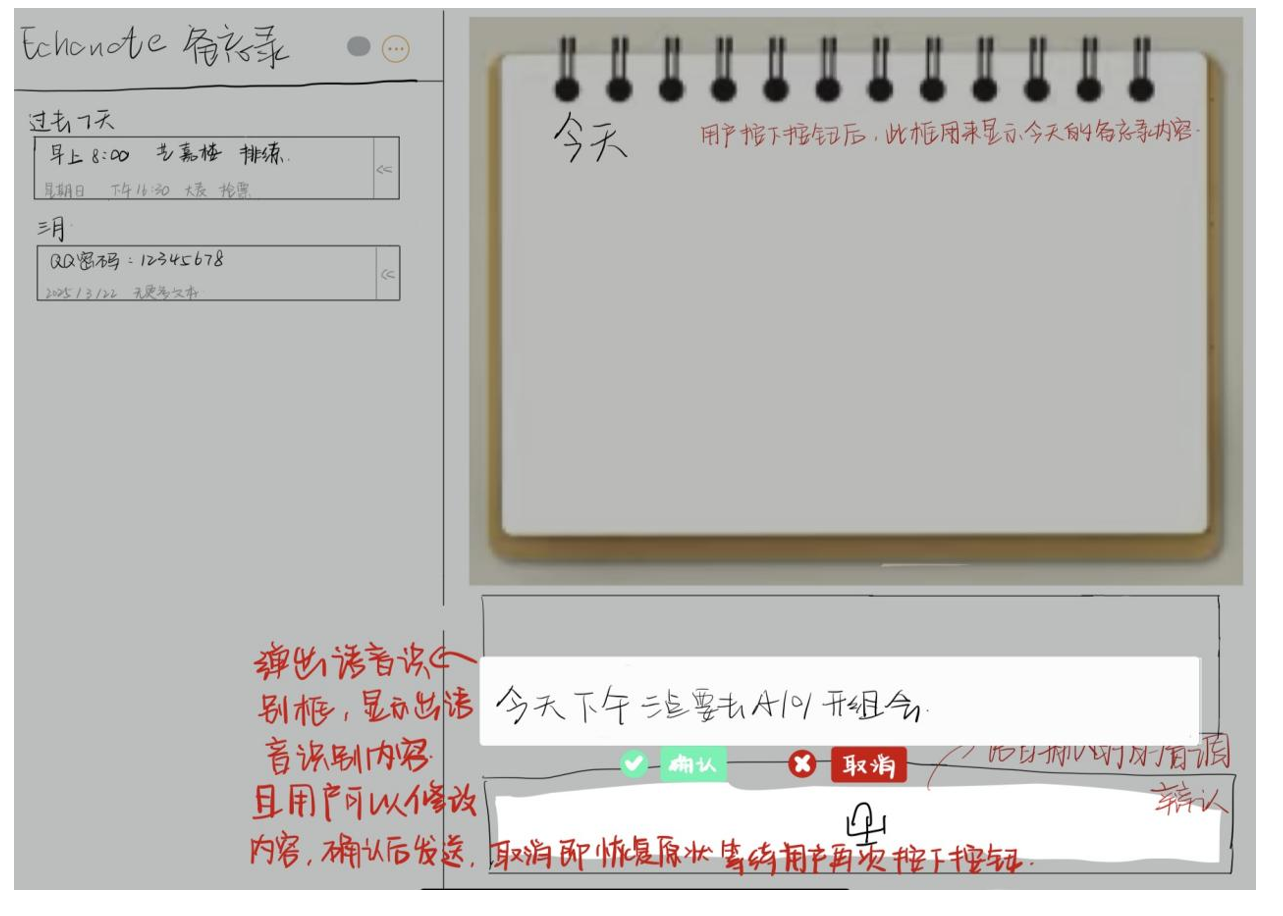 Echonote 备忘录
过去7天
早上 8:00 艺嘉楼 排练.
星期日 下午16:30 大麦 抢票
<<
三月
QQ密码:12345678
2025/3/22 无更多文本
<<
今天
用户按下按钮后,此框用来显示今天的备忘录内容.
今天下午三点要去A101开组会.
确认
取消
弹出语音识
别框,显示出语
音识别内容.
且用户可以修改
内容,确认后发送,取消即恢复原状等待用户再次按下按钮.
辩认